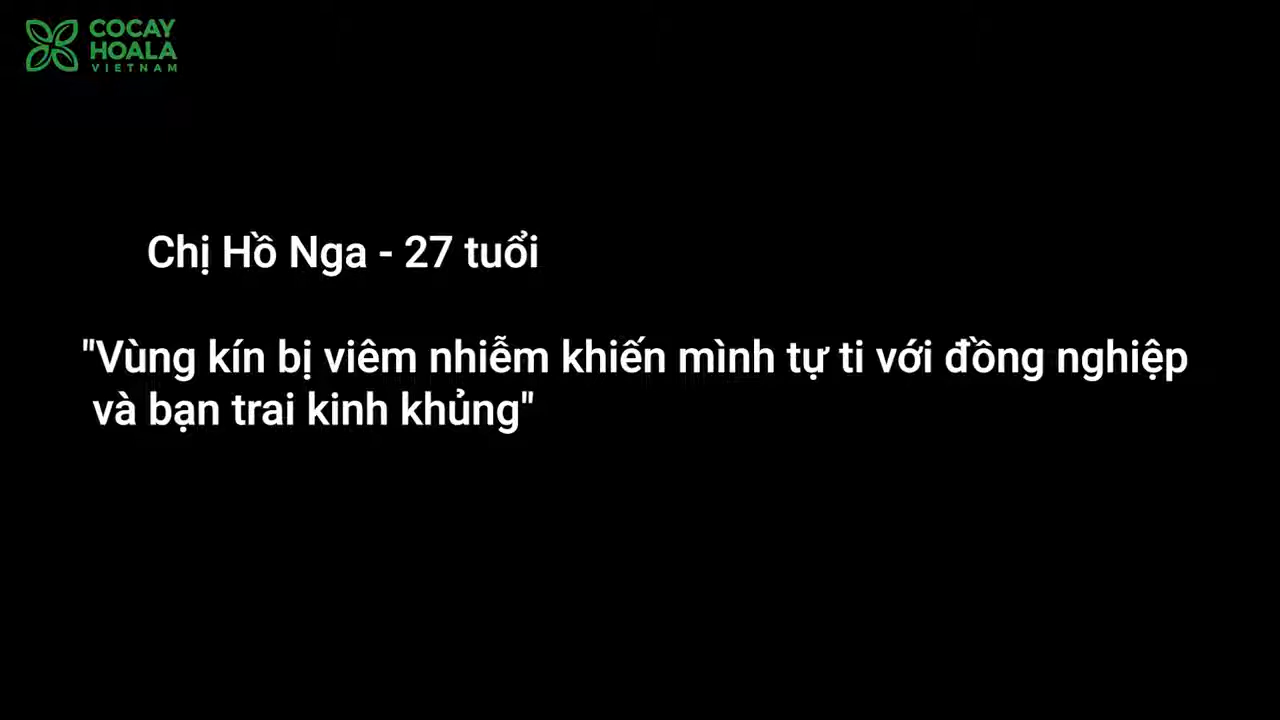 COCAY
HOALA
VIETNAM
Chị Hồ Nga - 27 tuổi
"Vùng kín bị viêm nhiễm khiến mình tự ti với đồng nghiệp
và bạn trai kinh khủng"